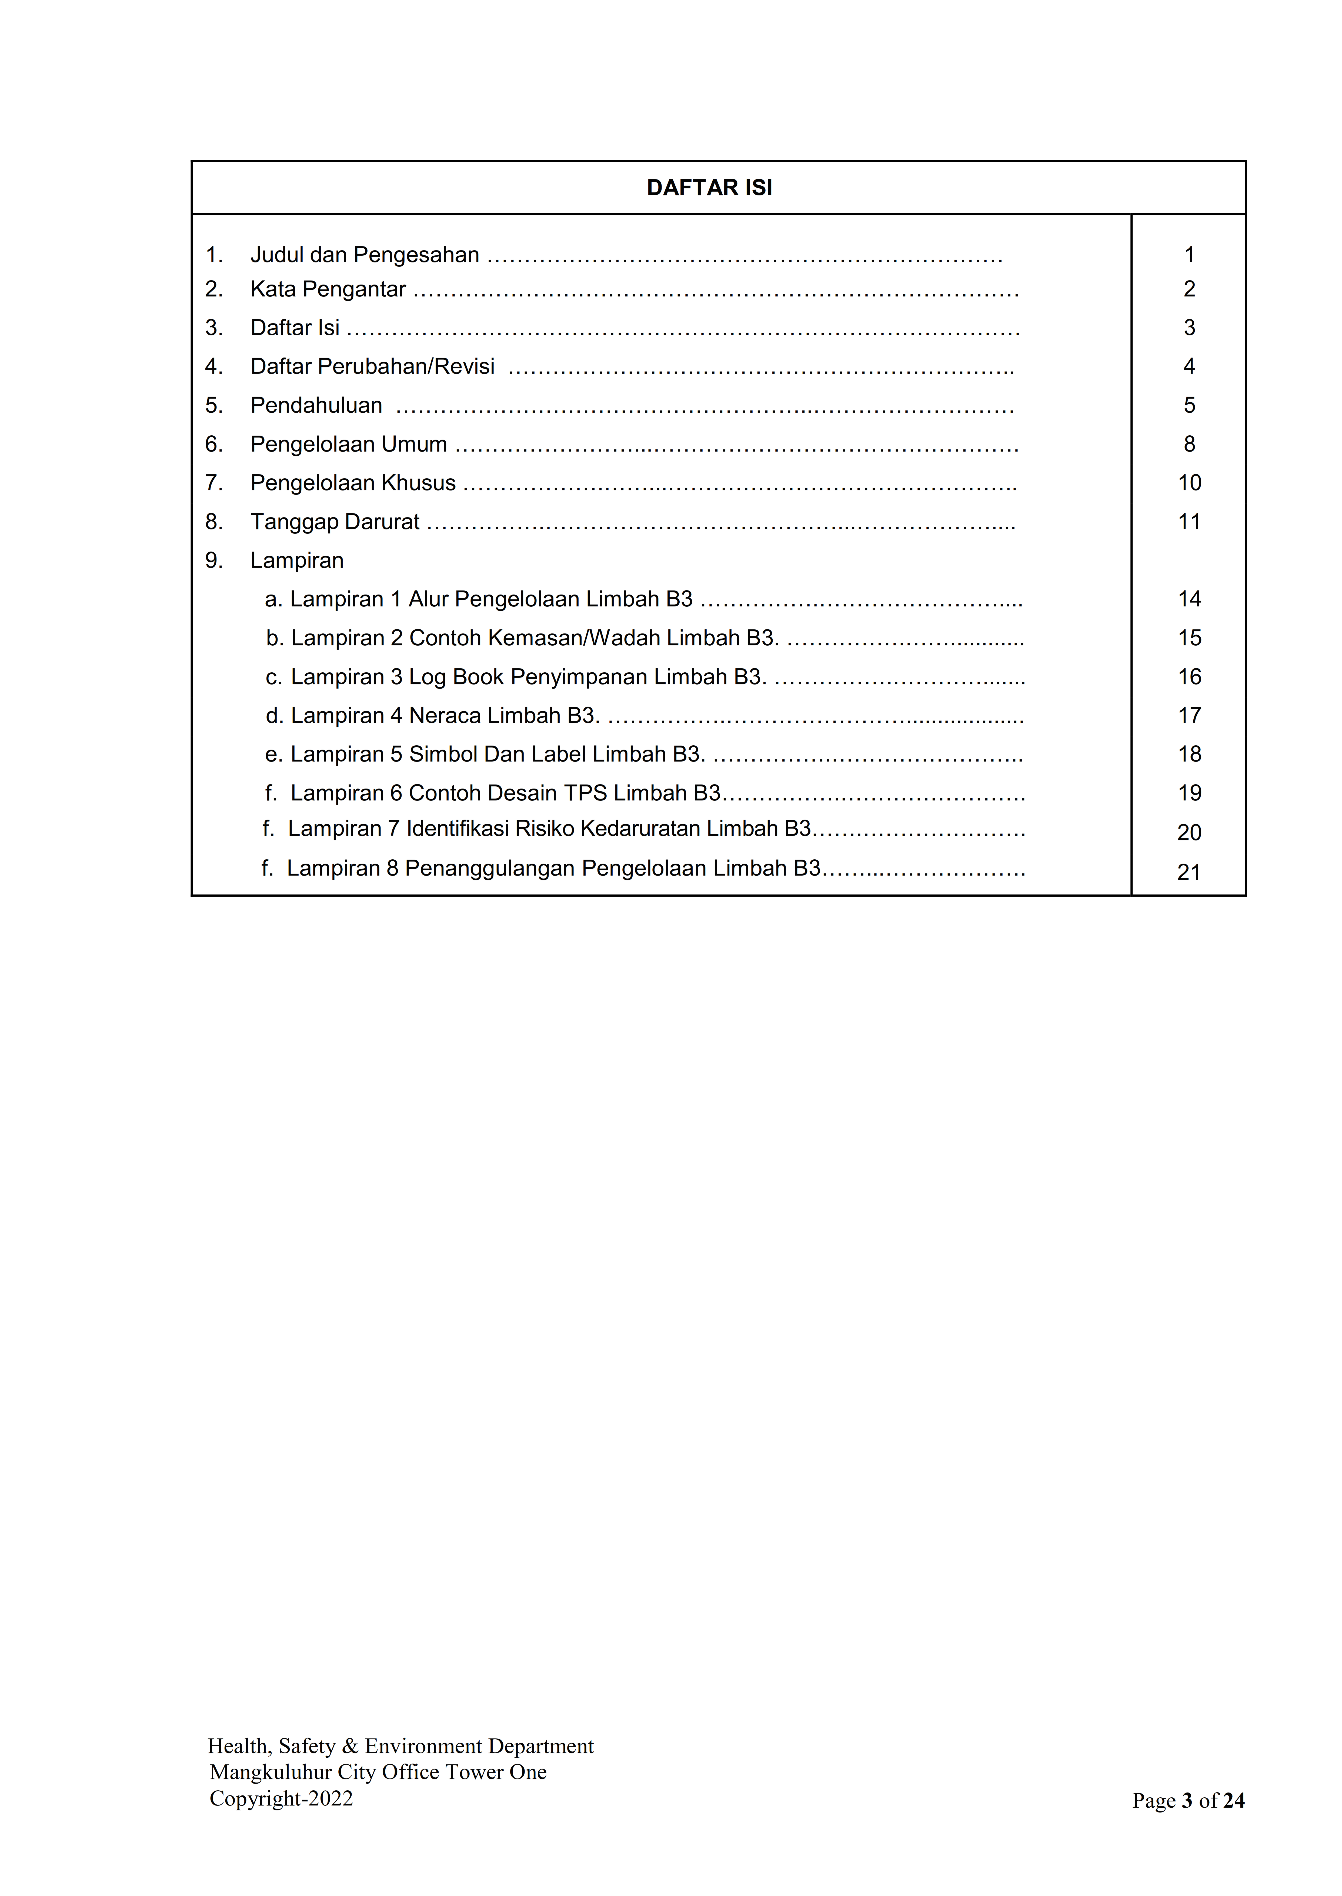 DAFTAR ISI
1. Judul dan Pengesahan …………………………………………………………… 1
2. Kata Pengantar ……………………………………………………………………… 2
3. Daftar Isi ……………………………………………………………………………… 3
4. Daftar Perubahan/Revisi ………………………………………………………….. 4
5. Pendahuluan ………………………………………………..……………………… 5
6. Pengelolaan Umum ……………………..………………………………………… 8
7. Pengelolaan Khusus ……………………..……………………………………….. 10
8. Tanggap Darurat …………………………………………………..……………….... 11
9. Lampiran
a. Lampiran 1 Alur Pengelolaan Limbah B3 …………………………………….... 14
b. Lampiran 2 Contoh Kemasan/Wadah Limbah B3. …………………............ 15
c. Lampiran 3 Log Book Penyimpanan Limbah B3. ………………………....... 16
d. Lampiran 4 Neraca Limbah B3. …………………………………................... 17
e. Lampiran 5 Simbol Dan Label Limbah B3. ………………………………….. 18
f. Lampiran 6 Contoh Desain TPS Limbah B3…………………………………… 19
f. Lampiran 7 Identifikasi Risiko Kedaruratan Limbah B3………………………… 20
f. Lampiran 8 Penanggulangan Pengelolaan Limbah B3……..………………… 21
Health, Safety & Environment Department
Mangkuluhur City Office Tower One
Copyright-2022
Page 3 of 24